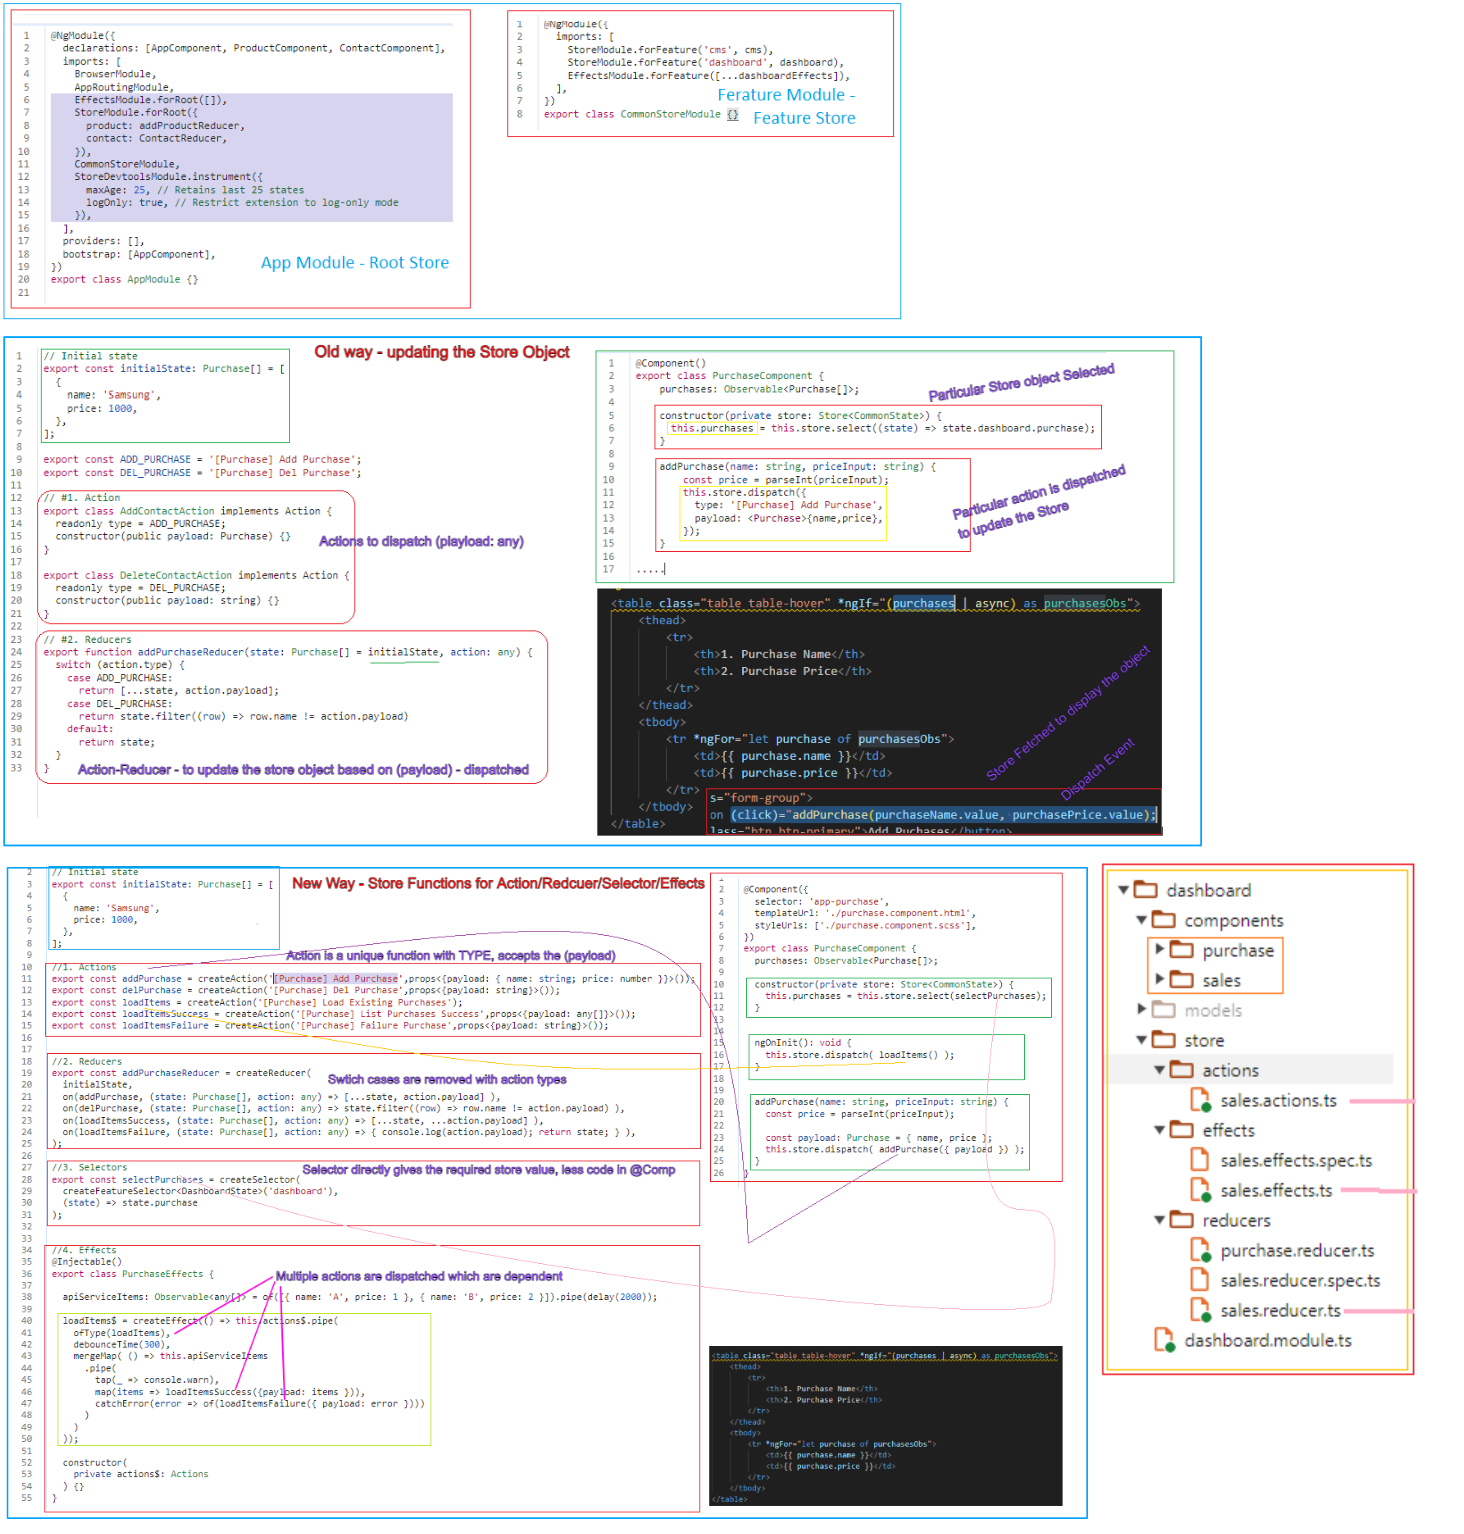 1 @NgModule({
2 declarations: [AppComponent, ProductComponent, ContactComponent],
3 imports: [
4 BrowserModule,
5 AppRoutingModule,
6 EffectsModule.forRoot([]),
7 StoreModule.forRoot({
8 product: addProductReducer,
9 contact: ContactReducer,
10 }),
11 CommonStoreModule,
12 StoreDevtoolsModule.instrument({
13 maxAge: 25, // Retains last 25 states
14 logOnly: true, // Restrict extension to log-only mode
15 }),
16 ],
17 providers: [],
18 bootstrap: [AppComponent],
19 })
20 export class AppModule {}
21
App Module - Root Store
1 @NgModule({
2 imports: [
3 StoreModule.forFeature('cms', cms),
4 StoreModule.forFeature('dashboard', dashboard),
5 EffectsModule.forFeature([...dashboardEffects]),
6 ],
7 })
8 export class CommonStoreModule {}
Ferature Module -
Feature Store
Old way - updating the Store Object
1 // Initial state
2 export const initialState: Purchase[] = [
3 {
4 name: 'Samsung',
5 price: 1000,
6 },
7 ];
8
9 export const ADD_PURCHASE = '[Purchase] Add Purchase';
10 export const DEL_PURCHASE = '[Purchase] Del Purchase';
11
12 // #1. Action
13 export class AddContactAction implements Action {
14 readonly type = ADD_PURCHASE;
15 constructor(public payload: Purchase) {}
16 }
17
18 export class DeleteContactAction implements Action {
19 readonly type = DEL_PURCHASE;
20 constructor(public payload: string) {}
21 }
22
Actions to dispatch (playload: any)
23 // #2. Reducers
24 export function addPurchaseReducer(state: Purchase[] = initialState, action: any) {
25 switch (action.type) {
26 case ADD_PURCHASE:
27 return [...state, action.payload];
28 case DEL_PURCHASE:
29 return state.filter((row) => row.name != action.payload)
30 default:
31 return state;
32 }
33 }
Action-Reducer - to update the store object based on (payload) - dispatched
1 @Component()
2 export class PurchaseComponent {
3 purchases: Observable<Purchase[]>;
4
5 constructor(private store: Store<CommonState>) {
6 this.purchases = this.store.select((state) => state.dashboard.purchase);
7 }
8
9 addPurchase(name: string, priceInput: string) {
10 const price = parseInt(priceInput);
11 this.store.dispatch({
12 type: '[Purchase] Add Purchase',
13 payload: <Purchase>{name,price},
14 });
15 }
16
17 .....
Particular Store object Selected
Particular action is dispatched
to update the Store
<table class="table table-hover" *ngIf="(purchases | async) as purchasesObs">
<thead>
<tr>
<th>1. Purchase Name</th>
<th>2. Purchase Price</th>
</tr>
</thead>
<tbody>
<tr *ngFor="let purchase of purchasesObs">
<td>{{ purchase.name }}</td>
<td>{{ purchase.price }}</td>
</tr>
</tbody>
</table>
Store Fetched to display the object
Dispatch Event
s="form-group">
on (click)="addPurchase(purchaseName.value, purchasePrice.value);
lass="btn btn-primary">Add Puchases</button>
New Way - Store Functions for Action/Redcuer/Selector/Effects
2 // Initial state
3 export const initialState: Purchase[] = [
4 {
5 name: 'Samsung',
6 price: 1000,
7 },
8 ];
9
Action is a unique function with TYPE, accepts the (payload)
10 //1. Actions
11 export const addPurchase = createAction('[Purchase] Add Purchase',props<{payload: { name: string; price: number }}>());
12 export const delPurchase = createAction('[Purchase] Del Purchase',props<{payload: string}>());
13 export const loadItems = createAction('[Purchase] Load Existing Purchases');
14 export const loadItemsSuccess = createAction('[Purchase] List Purchases Success',props<{payload: any[]}>());
15 export const loadItemsFailure = createAction('[Purchase] Failure Purchase',props<{payload: string}>());
16
17
18 //2. Reducers
19 export const addPurchaseReducer = createReducer(
20 initialState,
21 on(addPurchase, (state: Purchase[], action: any) => [...state, action.payload] ),
22 on(delPurchase, (state: Purchase[], action: any) => state.filter((row) => row.name != action.payload) ),
23 on(loadItemsSuccess, (state: Purchase[], action: any) => [...state, ...action.payload] ),
24 on(loadItemsFailure, (state: Purchase[], action: any) => { console.log(action.payload); return state; } ),
25 );
26
Swtich cases are removed with action types
27 //3. Selectors
28 export const selectPurchases = createSelector(
29 createFeatureSelector<DashboardState>('dashboard'),
30 (state) => state.purchase
31 );
32
33
Selector directly gives the required store value, less code in @Comp
34 //4. Effects
35 @Injectable()
36 export class PurchaseEffects {
37
38 apiServiceItems: Observable<any[]> = of([{ name: 'A', price: 1 }, { name: 'B', price: 2 }]).pipe(delay(2000));
39
40 loadItems$ = createEffect(() => this.actions$.pipe(
41 ofType(loadItems),
42 debounceTime(300),
43 mergeMap( () => this.apiServiceItems
44 .pipe(
45 tap(_ => console.warn),
46 map(items => loadItemsSuccess({payload: items })),
47 catchError(error => of(loadItemsFailure({ payload: error })))
48 )
49 )
50 ));
51
52 constructor(
53 private actions$: Actions
54 ) {}
55 }
Multiple actions are dispatched which are dependent
2 @Component({
3 selector: 'app-purchase',
4 templateUrl: './purchase.component.html',
5 styleUrls: ['./purchase.component.scss'],
6 })
7 export class PurchaseComponent {
8 purchases: Observable<Purchase[]>;
9
10 constructor(private store: Store<CommonState>) {
11 this.purchases = this.store.select(selectPurchases);
12 }
13
14
15 ngOnInit(): void {
16 this.store.dispatch( loadItems() );
17 }
18
19
20 addPurchase(name: string, priceInput: string) {
21 const price = parseInt(priceInput);
22
23 const payload: Purchase = { name, price };
24 this.store.dispatch( addPurchase({ payload }) );
25 }
26 }
<table class="table table-hover" *ngIf="(purchases | async) as purchasesObs">
<thead>
<tr>
<th>1. Purchase Name</th>
<th>2. Purchase Price</th>
</tr>
</thead>
<tbody>
<tr *ngFor="let purchase of purchasesObs">
<td>{{ purchase.name }}</td>
<td>{{ purchase.price }}</td>
</tr>
</tbody>
</table>
dashboard
components
purchase
sales
models
store
actions
sales.actions.ts
effects
sales.effects.spec.ts
sales.effects.ts
reducers
purchase.reducer.ts
sales.reducer.spec.ts
sales.reducer.ts
dashboard.module.ts